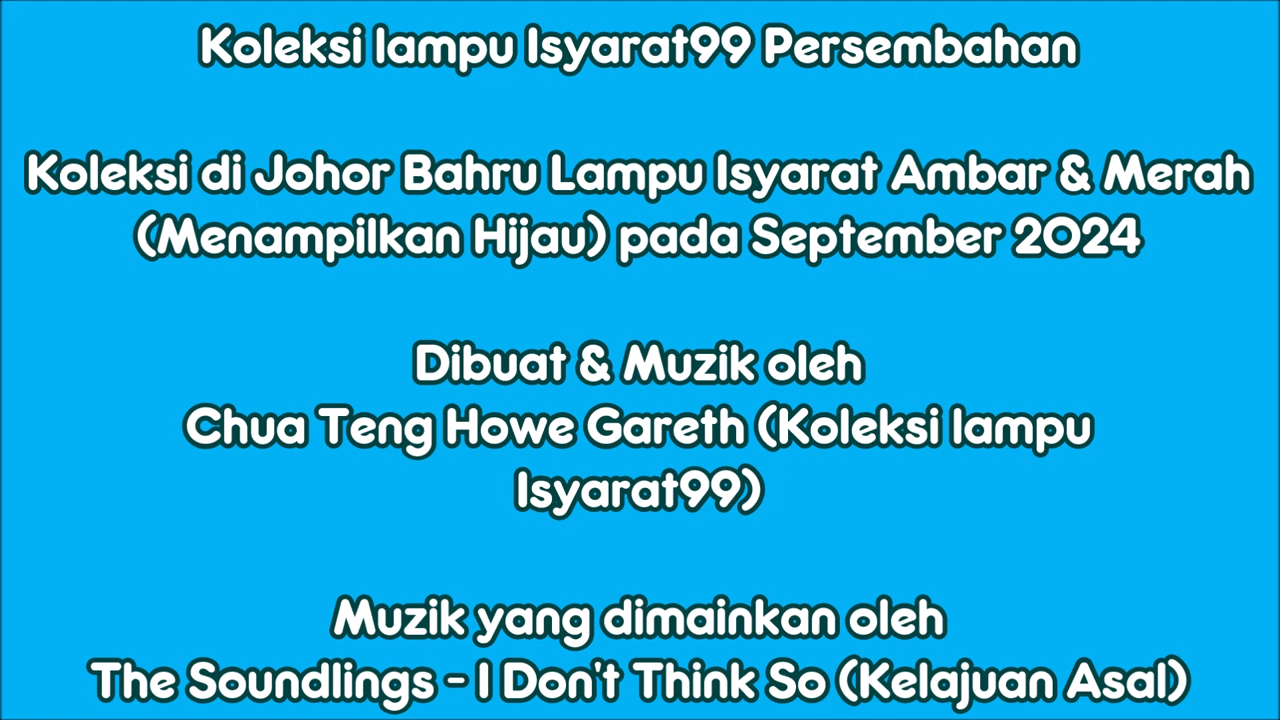 Koleksi lampu Isyarat99 Persembahan
Koleksi di Johor Bahru Lampu Isyarat Ambar & Merah
(Menampilkan Hijau) pada September 2024
Dibuat & Muzik oleh
Chua Teng Howe Gareth (Koleksi lampu
Isyarat99)
Muzik yang dimainkan oleh
The Soundlings - I Don't Think So (Kelajuan Asal)